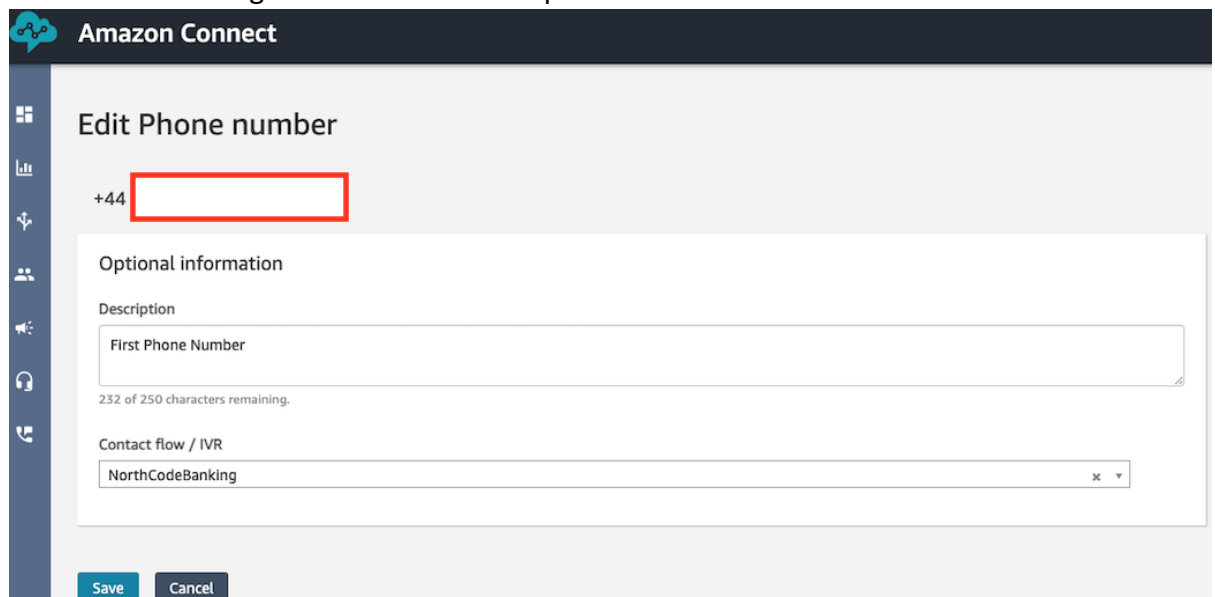 Amazon Connect
Edit Phone number
+44
Optional information
Description
First Phone Number
232 of 250 characters remaining.
Contact flow / IVR
NorthCodeBanking
Save Cancel